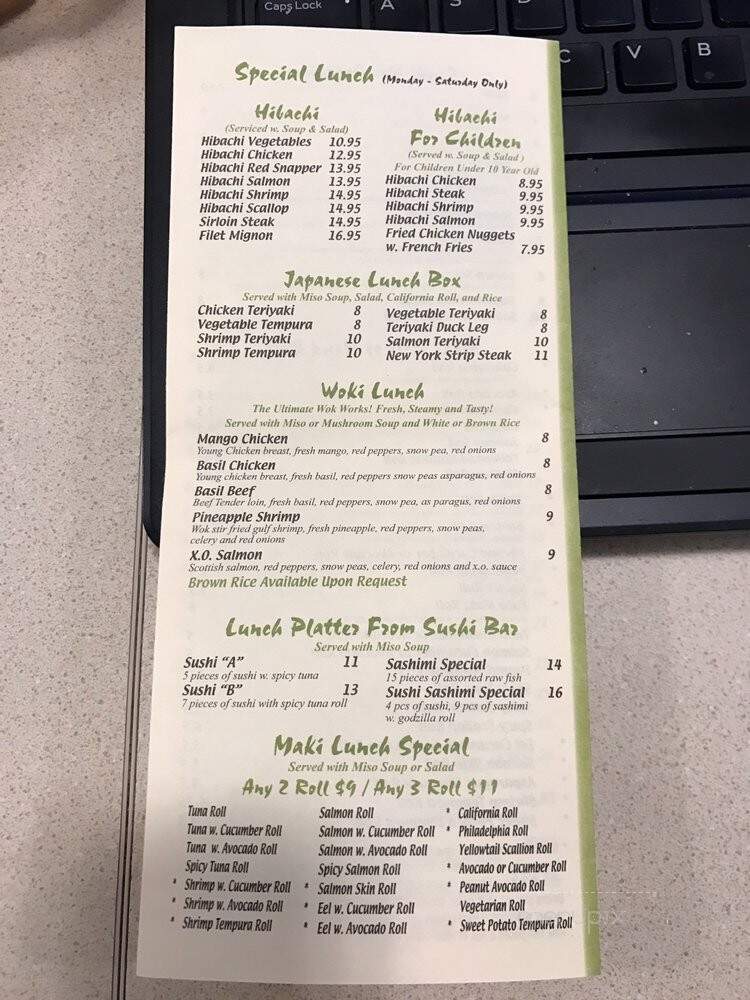 Caps Lock
A
S
D
C
V
B
Special Lunch (Monday - Saturday Only)
Hibachi
(Serviced w. Soup & Salad)
Hibachi Vegetables 10.95
Hibachi Chicken 12.95
Hibachi Red Snapper 13.95
Hibachi Salmon 13.95
Hibachi Shrimp 14.95
Hibachi Scallop 14.95
Sirloin Steak 14.95
Filet Mignon 16.95
Hibachi
For Children
(Served w. Soup & Salad )
For Children Under 10 Year Old
Hibachi Chicken 8.95
Hibachi Steak 9.95
Hibachi Shrimp 9.95
Hibachi Salmon 9.95
Fried Chicken Nuggets
w. French Fries 7.95
Japanese Lunch Box
Served with Miso Soup, Salad, California Roll, and Rice
Chicken Teriyaki 8
Vegetable Tempura 8
Shrimp Teriyaki 10
Shrimp Tempura 10
Vegetable Teriyaki 8
Teriyaki Duck Leg 8
Salmon Teriyaki 10
New York Strip Steak 11
Woki Lunch
The Ultimate Wok Works! Fresh, Steamy and Tasty!
Served with Miso or Mushroom Soup and White or Brown Rice
Mango Chicken 8
Young Chicken breast, fresh mango, red peppers, snow pea, red onions
Basil Chicken 8
Young chicken breast, fresh basil, red peppers snow peas asparagus, red onions
Basil Beef 8
Beef Tender loin, fresh basil, red peppers, snow pea, as paragus, red onions
Pineapple Shrimp 9
Wok stir fried gulf shrimp, fresh pineapple, red peppers, snow peas,
celery and red onions
X.O. Salmon 9
Scottish salmon, red peppers, snow peas, celery, red onions and x.o. sauce
Brown Rice Available Upon Request
Lunch Platter From Sushi Bar
Served with Miso Soup
Sushi "A" 11
5 pieces of sushi w. spicy tuna
Sushi "B" 13
7 pieces of sushi with spicy tuna roll
Sashimi Special 14
15 pieces of assorted raw fish
Sushi Sashimi Special 16
4 pcs of sushi, 9 pcs of sashimi
w. godzilla roll
Maki Lunch Special
Served with Miso Soup or Salad
Any 2 Roll $9 / Any 3 Roll $11
Tuna Roll
Tuna w. Cucumber Roll
Tuna w. Avocado Roll
Spicy Tuna Roll
* Shrimp w. Cucumber Roll
* Shrimp w. Avocado Roll
* Shrimp Tempura Roll
Salmon Roll
Salmon w. Cucumber Roll
Salmon w. Avocado Roll
Spicy Salmon Roll
* Salmon Skin Roll
* Eel w. Cucumber Roll
* Eel w. Avocado Roll
* California Roll
* Philadelphia Roll
Yellowtail Scallion Roll
* Avocado or Cucumber Roll
* Peanut Avocado Roll
Vegetarian Roll
* Sweet Potato Tempura Roll